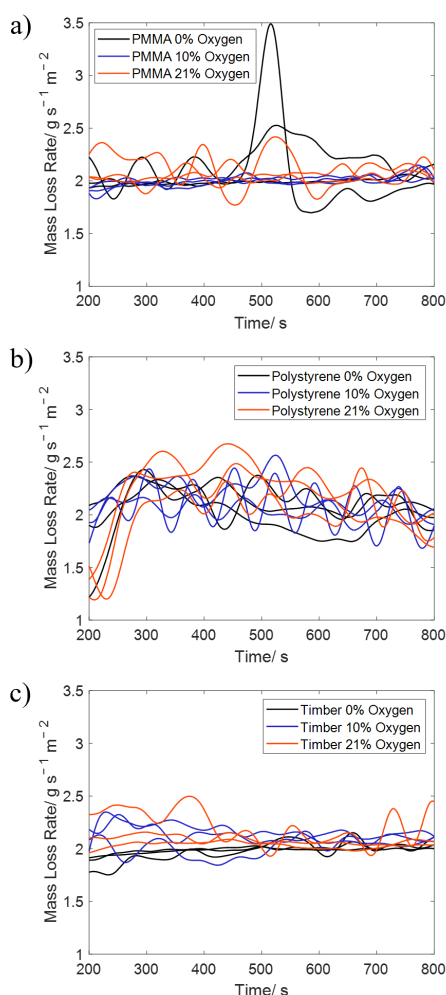 a)
3.5
3
2.5
2
1.5
1
Mass Loss Rate/ g s⁻¹ m⁻²
PMMA 0% Oxygen
PMMA 10% Oxygen
PMMA 21% Oxygen
200 300 400 500 600 700 800
Time/ s
b)
3.5
3
2.5
2
1.5
1
Mass Loss Rate/ g s⁻¹ m⁻²
Polystyrene 0% Oxygen
Polystyrene 10% Oxygen
Polystyrene 21% Oxygen
200 300 400 500 600 700 800
Time/ s
c)
3.5
3
2.5
2
1.5
1
Mass Loss Rate/ g s⁻¹ m⁻²
Timber 0% Oxygen
Timber 10% Oxygen
Timber 21% Oxygen
200 300 400 500 600 700 800
Time/ s